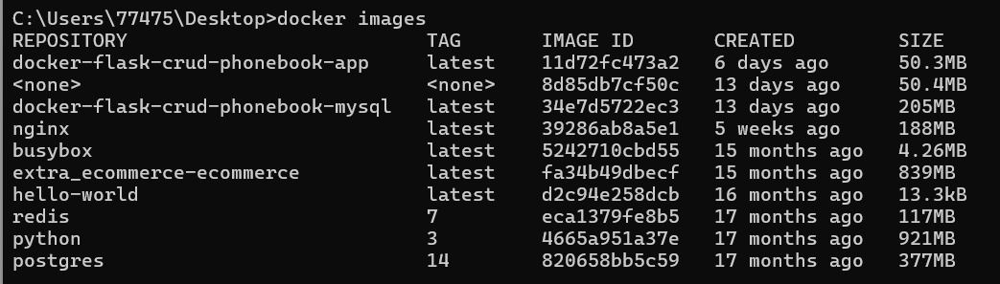 C:\Users\77475\Desktop>docker images
REPOSITORY TAG IMAGE ID CREATED SIZE
docker-flask-crud-phonebook-app latest 11d72fc473a2 6 days ago 50.3MB
<none> <none> 8d85db7cf50c 13 days ago 50.4MB
docker-flask-crud-phonebook-mysql latest 34e7d5722ec3 13 days ago 205MB
nginx latest 39286ab8a5e1 5 weeks ago 188MB
busybox latest 5242710cbd55 15 months ago 4.26MB
extra_ecommerce-ecommerce latest fa34b49dbecf 15 months ago 839MB
hello-world latest d2c94e258dcb 16 months ago 13.3kB
redis 7 eca1379fe8b5 17 months ago 117MB
python 3 4665a951a37e 17 months ago 921MB
postgres 14 820658bb5c59 17 months ago 377MB